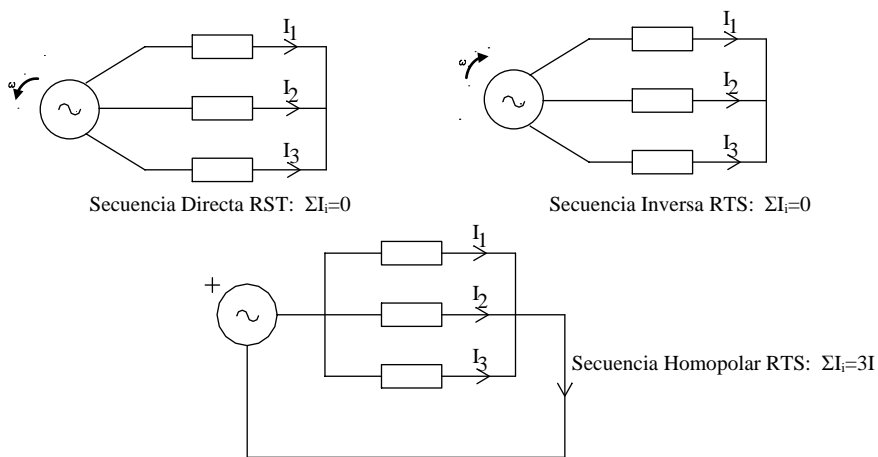 I₁
I₂
I₃
ε
Secuencia Directa RST: ΣIᵢ=0
I₁
I₂
I₃
ε
Secuencia Inversa RTS: ΣIᵢ=0
I₁
I₂
I₃
+
Secuencia Homopolar RTS: ΣIᵢ=3I